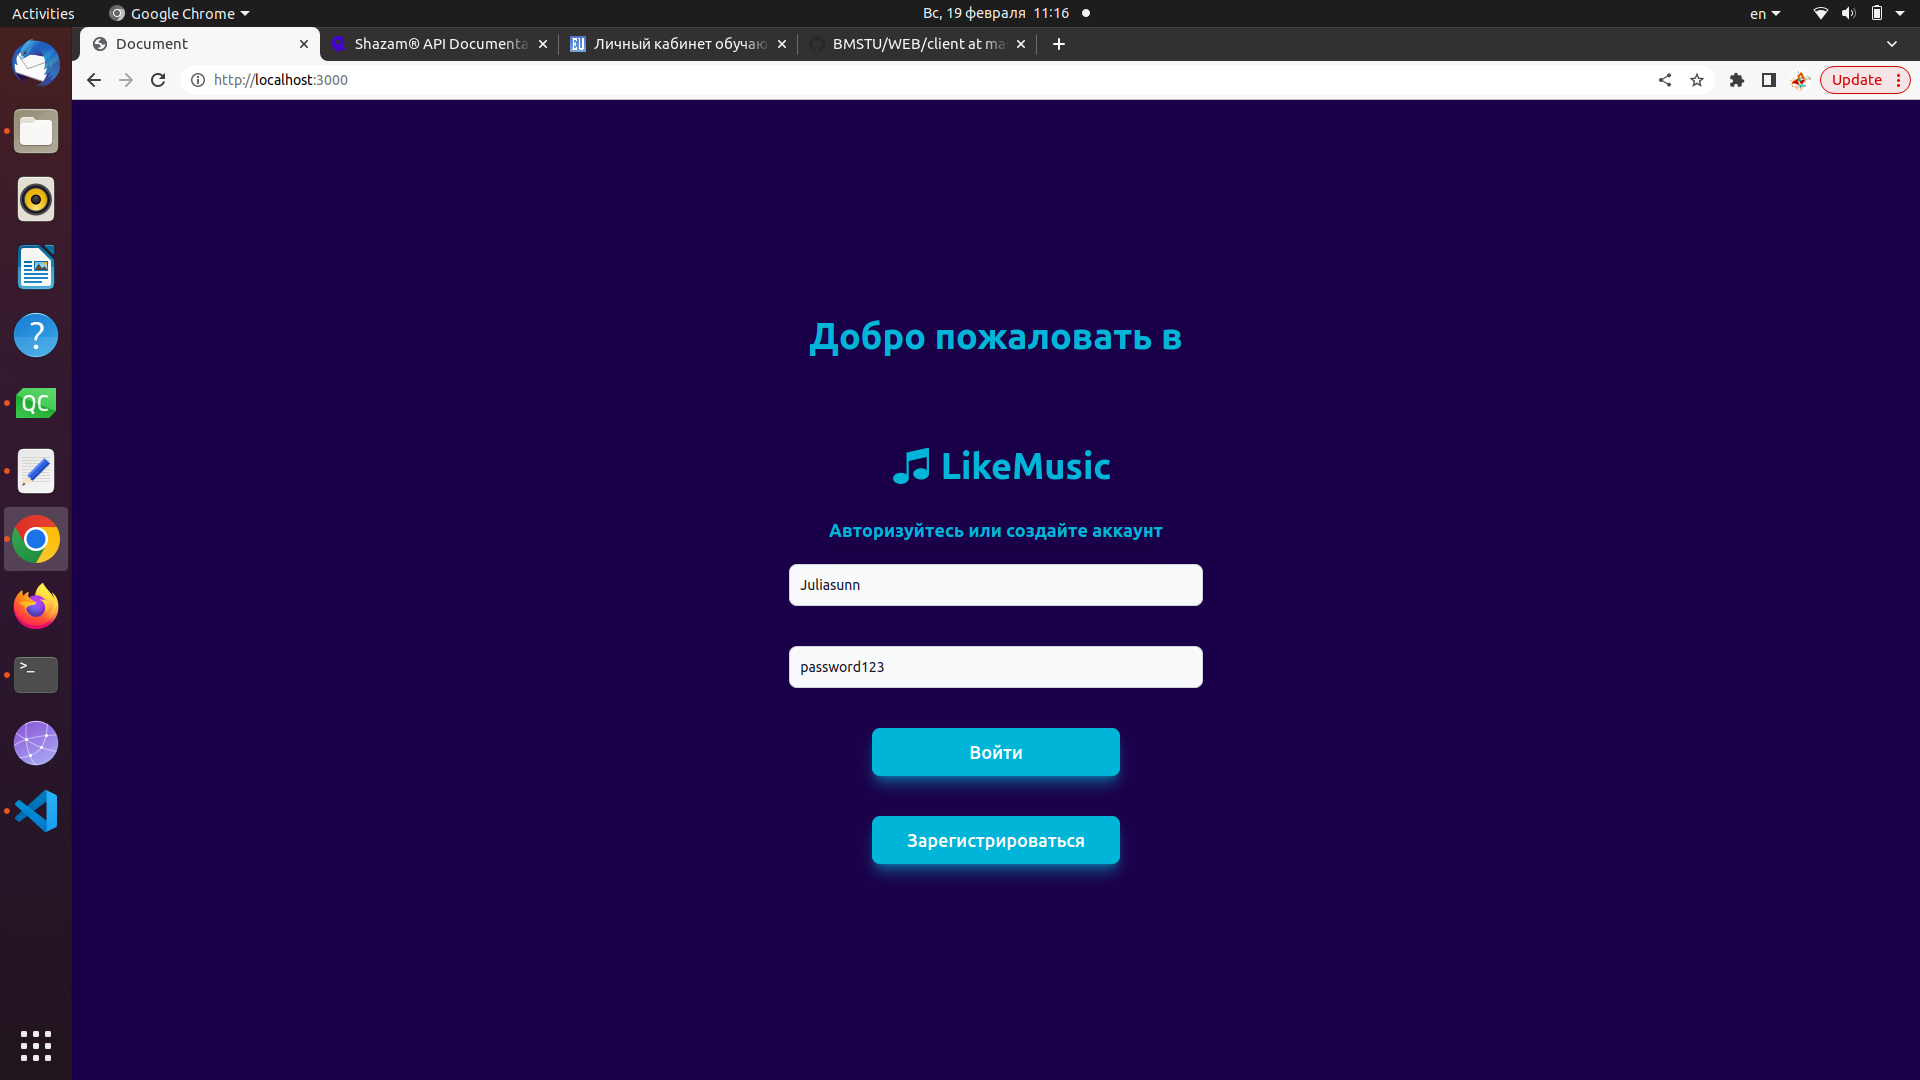 Activities
Google Chrome
Вс, 19 февраля 11:16
en
Document
Shazam® API Documenta
Личный кабинет обучаю
BMSTU/WEB/client at ma
http://localhost:3000
Update
EU
QC
Добро пожаловать в
LikeMusic
Авторизуйтесь или создайте аккаунт
Juliasunn
password123
Войти
Зарегистрироваться